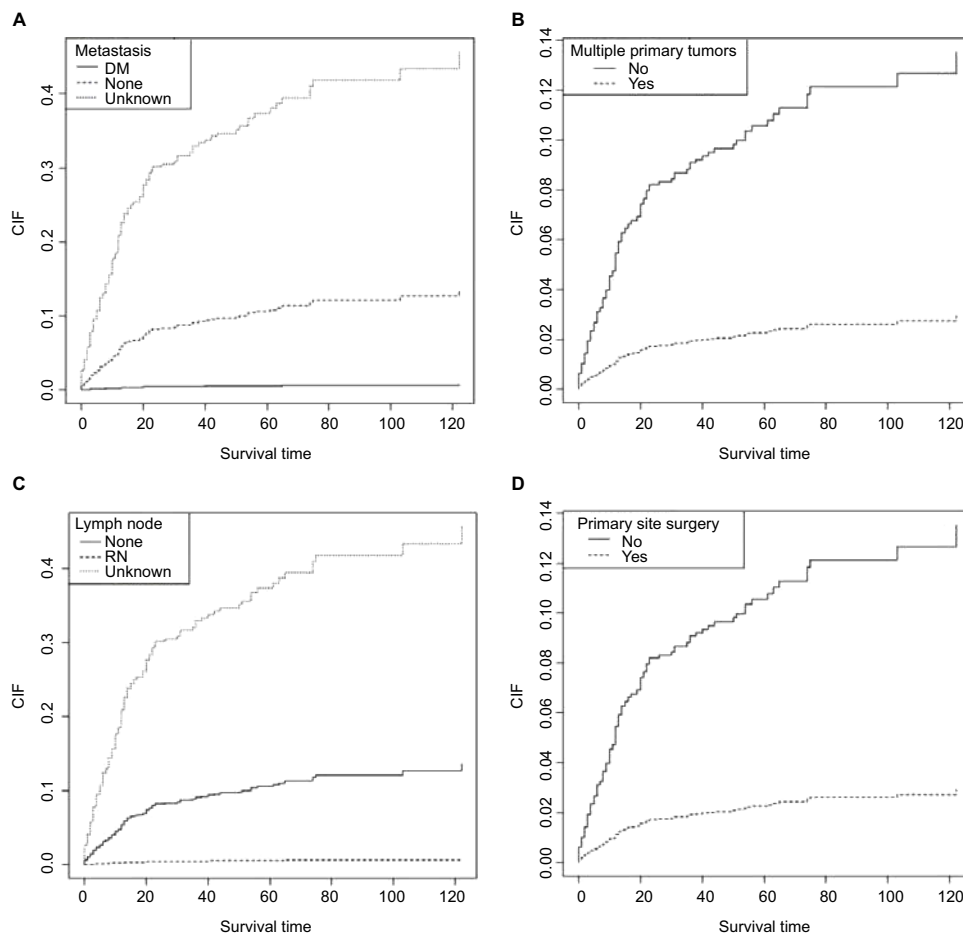 A
Metastasis
DM
None
Unknown
CIF
0.0
0.1
0.2
0.3
0.4
0 20 40 60 80 100 120
Survival time
B
Multiple primary tumors
No
Yes
CIF
0.00 0.02 0.04 0.06 0.08 0.10 0.12 0.14
0 20 40 60 80 100 120
Survival time
C
Lymph node
None
RN
Unknown
CIF
0.0
0.1
0.2
0.3
0.4
0 20 40 60 80 100 120
Survival time
D
Primary site surgery
No
Yes
CIF
0.00 0.02 0.04 0.06 0.08 0.10 0.12 0.14
0 20 40 60 80 100 120
Survival time